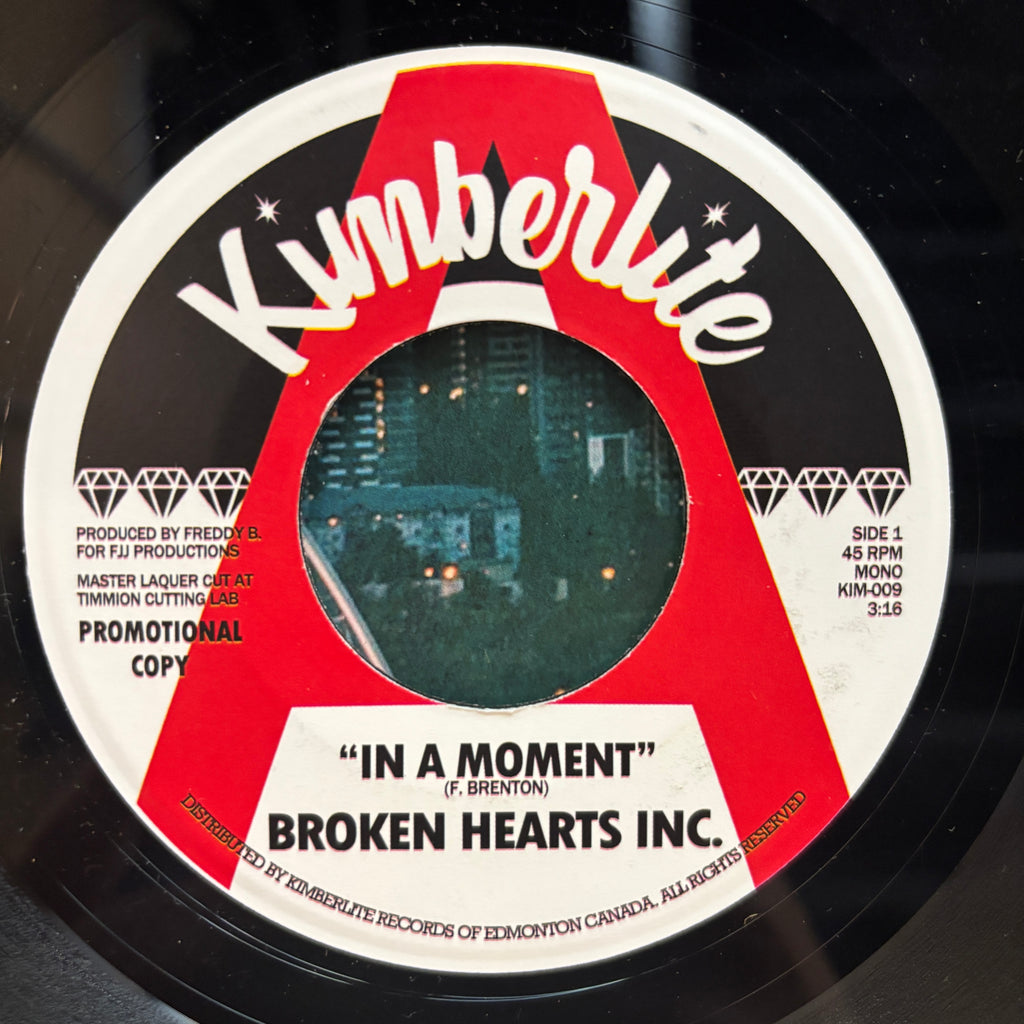 A
Kimberlite
PRODUCED BY FREDDY B.
FOR FJJ PRODUCTIONS
MASTER LAQUER CUT AT
TIMMION CUTTING LAB
PROMOTIONAL
COPY
SIDE 1
45 RPM
MONO
KIM-009
3:16
“IN A MOMENT”
(F. BRENTON)
BROKEN HEARTS INC.
DISTRIBUTED BY KIMBERLITE RECORDS OF EDMONTON CANADA. ALL RIGHTS RESERVED